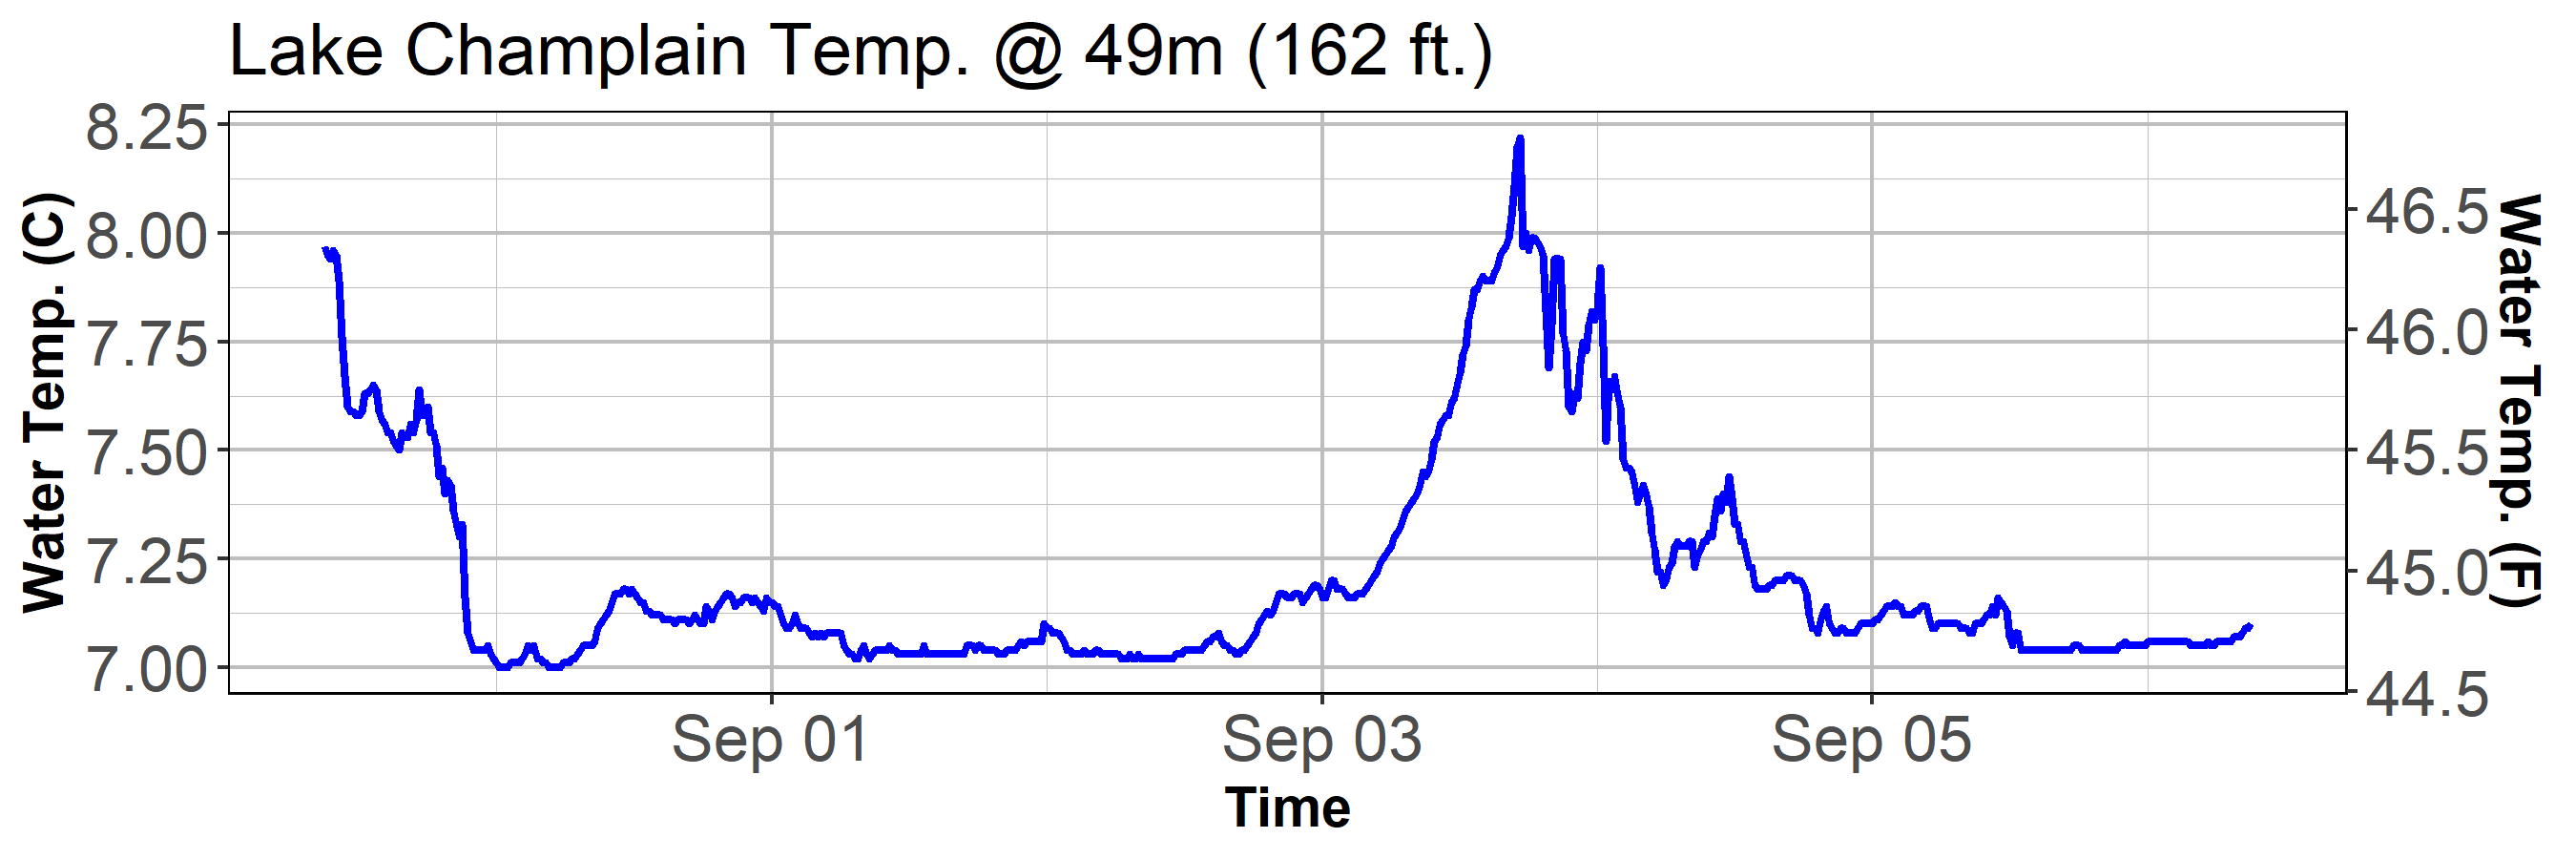 Lake Champlain Temp. @ 49m (162 ft.)
Water Temp. (C)
8.25
8.00
7.75
7.50
7.25
7.00
46.5
46.0
45.5
45.0
44.5
Water Temp. (F)
Sep 01
Sep 03
Sep 05
Time